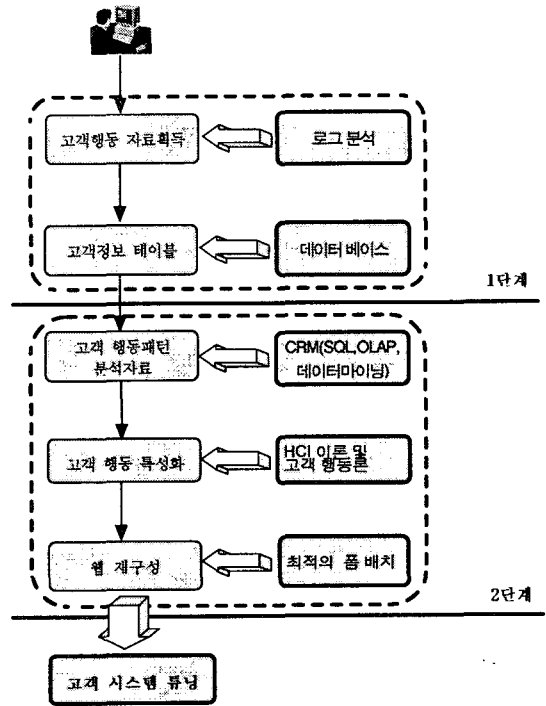 고객행동 자료획득
로그분석
고객정보 테이블
데이터 베이스
1단계
고객 행동패턴
분석자료
CRM(SQL,OLAP,
데이터마이닝)
고객 행동 특성화
HCI 이론 및
고객 행동론
웹 재구성
최적의 폼 배치
2단계
고객 시스템 튜닝